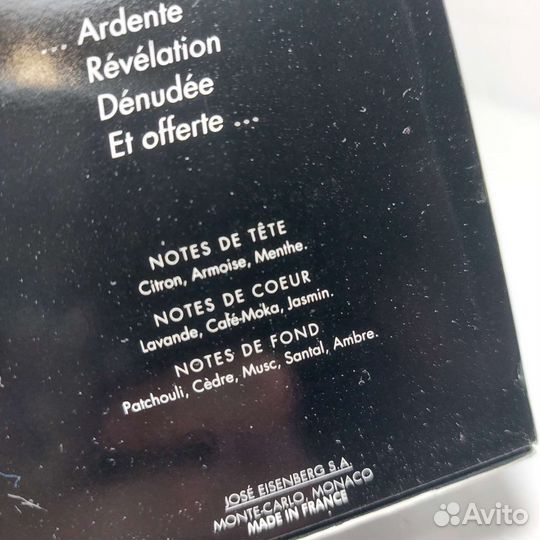 ... Ardente
Révélation
Dénudée
Et offerte ...
NOTES DE TÊTE
Citron, Armoise, Menthe.
NOTES DE COEUR
Lavande, Café-Moka, Jasmin.
NOTES DE FOND
Patchouli, Cèdre, Musc, Santal, Ambre.
JOSÉ EISENBERG S.A.
MONTE-CARLO, MONACO
MADE IN FRANCE
Avito